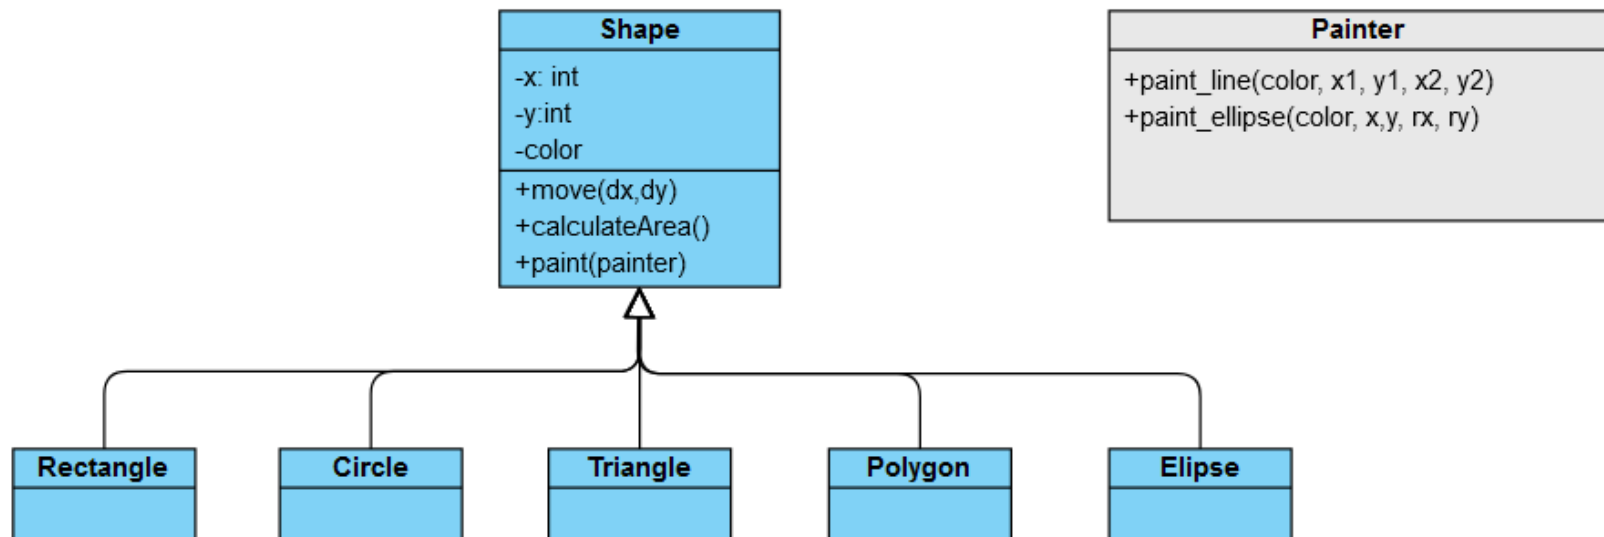 Shape
-x: int
-y:int
-color
+move(dx,dy)
+calculateArea()
+paint(painter)
Painter
+paint_line(color, x1, y1, x2, y2)
+paint_ellipse(color, x,y, rx, ry)
Rectangle
Circle
Triangle
Polygon
Elipse